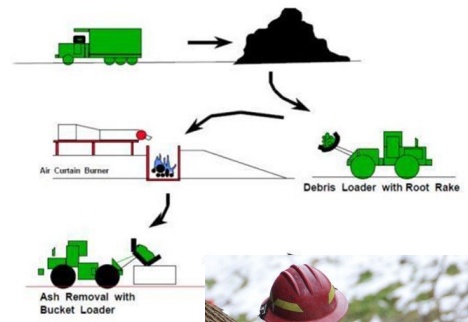 Air Curtain Burner
Debris Loader with Root Rake
Ash Removal with
Bucket Loader